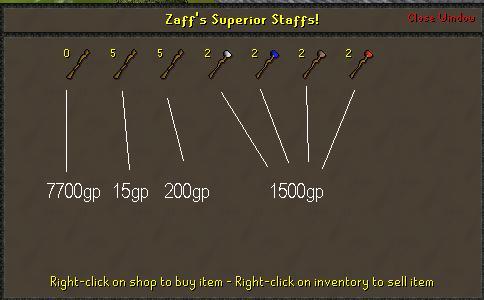 Zaff's Superior Staffs!
Close Window
0 5 5 2 2 2 2
7700gp 15gp 200gp 1500gp
Right-click on shop to buy item - Right-click on inventory to sell item